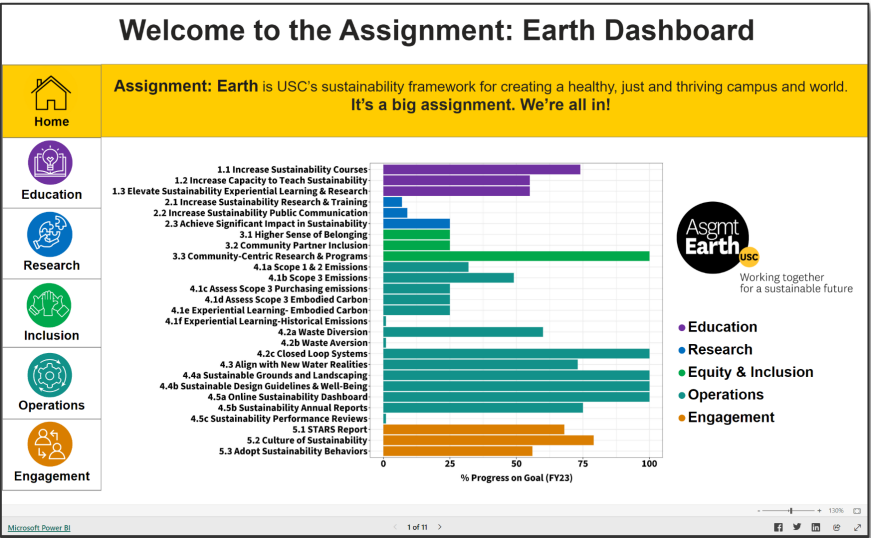 Welcome to the Assignment: Earth Dashboard
Home
Assignment: Earth is USC's sustainability framework for creating a healthy, just and thriving campus and world.
It's a big assignment. We're all in!
Education
Research
Inclusion
Operations
Engagement
1.1 Increase Sustainability Courses
1.2 Increase Capacity to Teach Sustainability
1.3 Elevate Sustainability Experiential Learning & Research
2.1 Increase Sustainability Research & Training
2.2 Increase Sustainability Public Communication
2.3 Achieve Significant Impact in Sustainability
3.1 Higher Sense of Belonging
3.2 Community Partner Inclusion
3.3 Community-Centric Research & Programs
4.1a Scope 1 & 2 Emissions
4.1b Scope 3 Emissions
4.1c Assess Scope 3 Purchasing emissions
4.1d Assess Scope 3 Embodied Carbon
4.1e Experiential Learning- Embodied Carbon
4.1f Experiential Learning-Historical Emissions
4.2a Waste Diversion
4.2b Waste Aversion
4.2c Closed Loop Systems
4.3 Align with New Water Realities
4.4a Sustainable Grounds and Landscaping
4.4b Sustainable Design Guidelines & Well-Being
4.5a Online Sustainability Dashboard
4.5b Sustainability Annual Reports
4.5c Sustainability Performance Reviews
5.1 STARS Report
5.2 Culture of Sustainability
5.3 Adopt Sustainability Behaviors
0 25 50 75 100
% Progress on Goal (FY23)
Asgmt
Earth
USC
Working together
for a sustainable future
Education
Research
Equity & Inclusion
Operations
Engagement
- + 130%
Microsoft Power BI
< 1 of 11 >